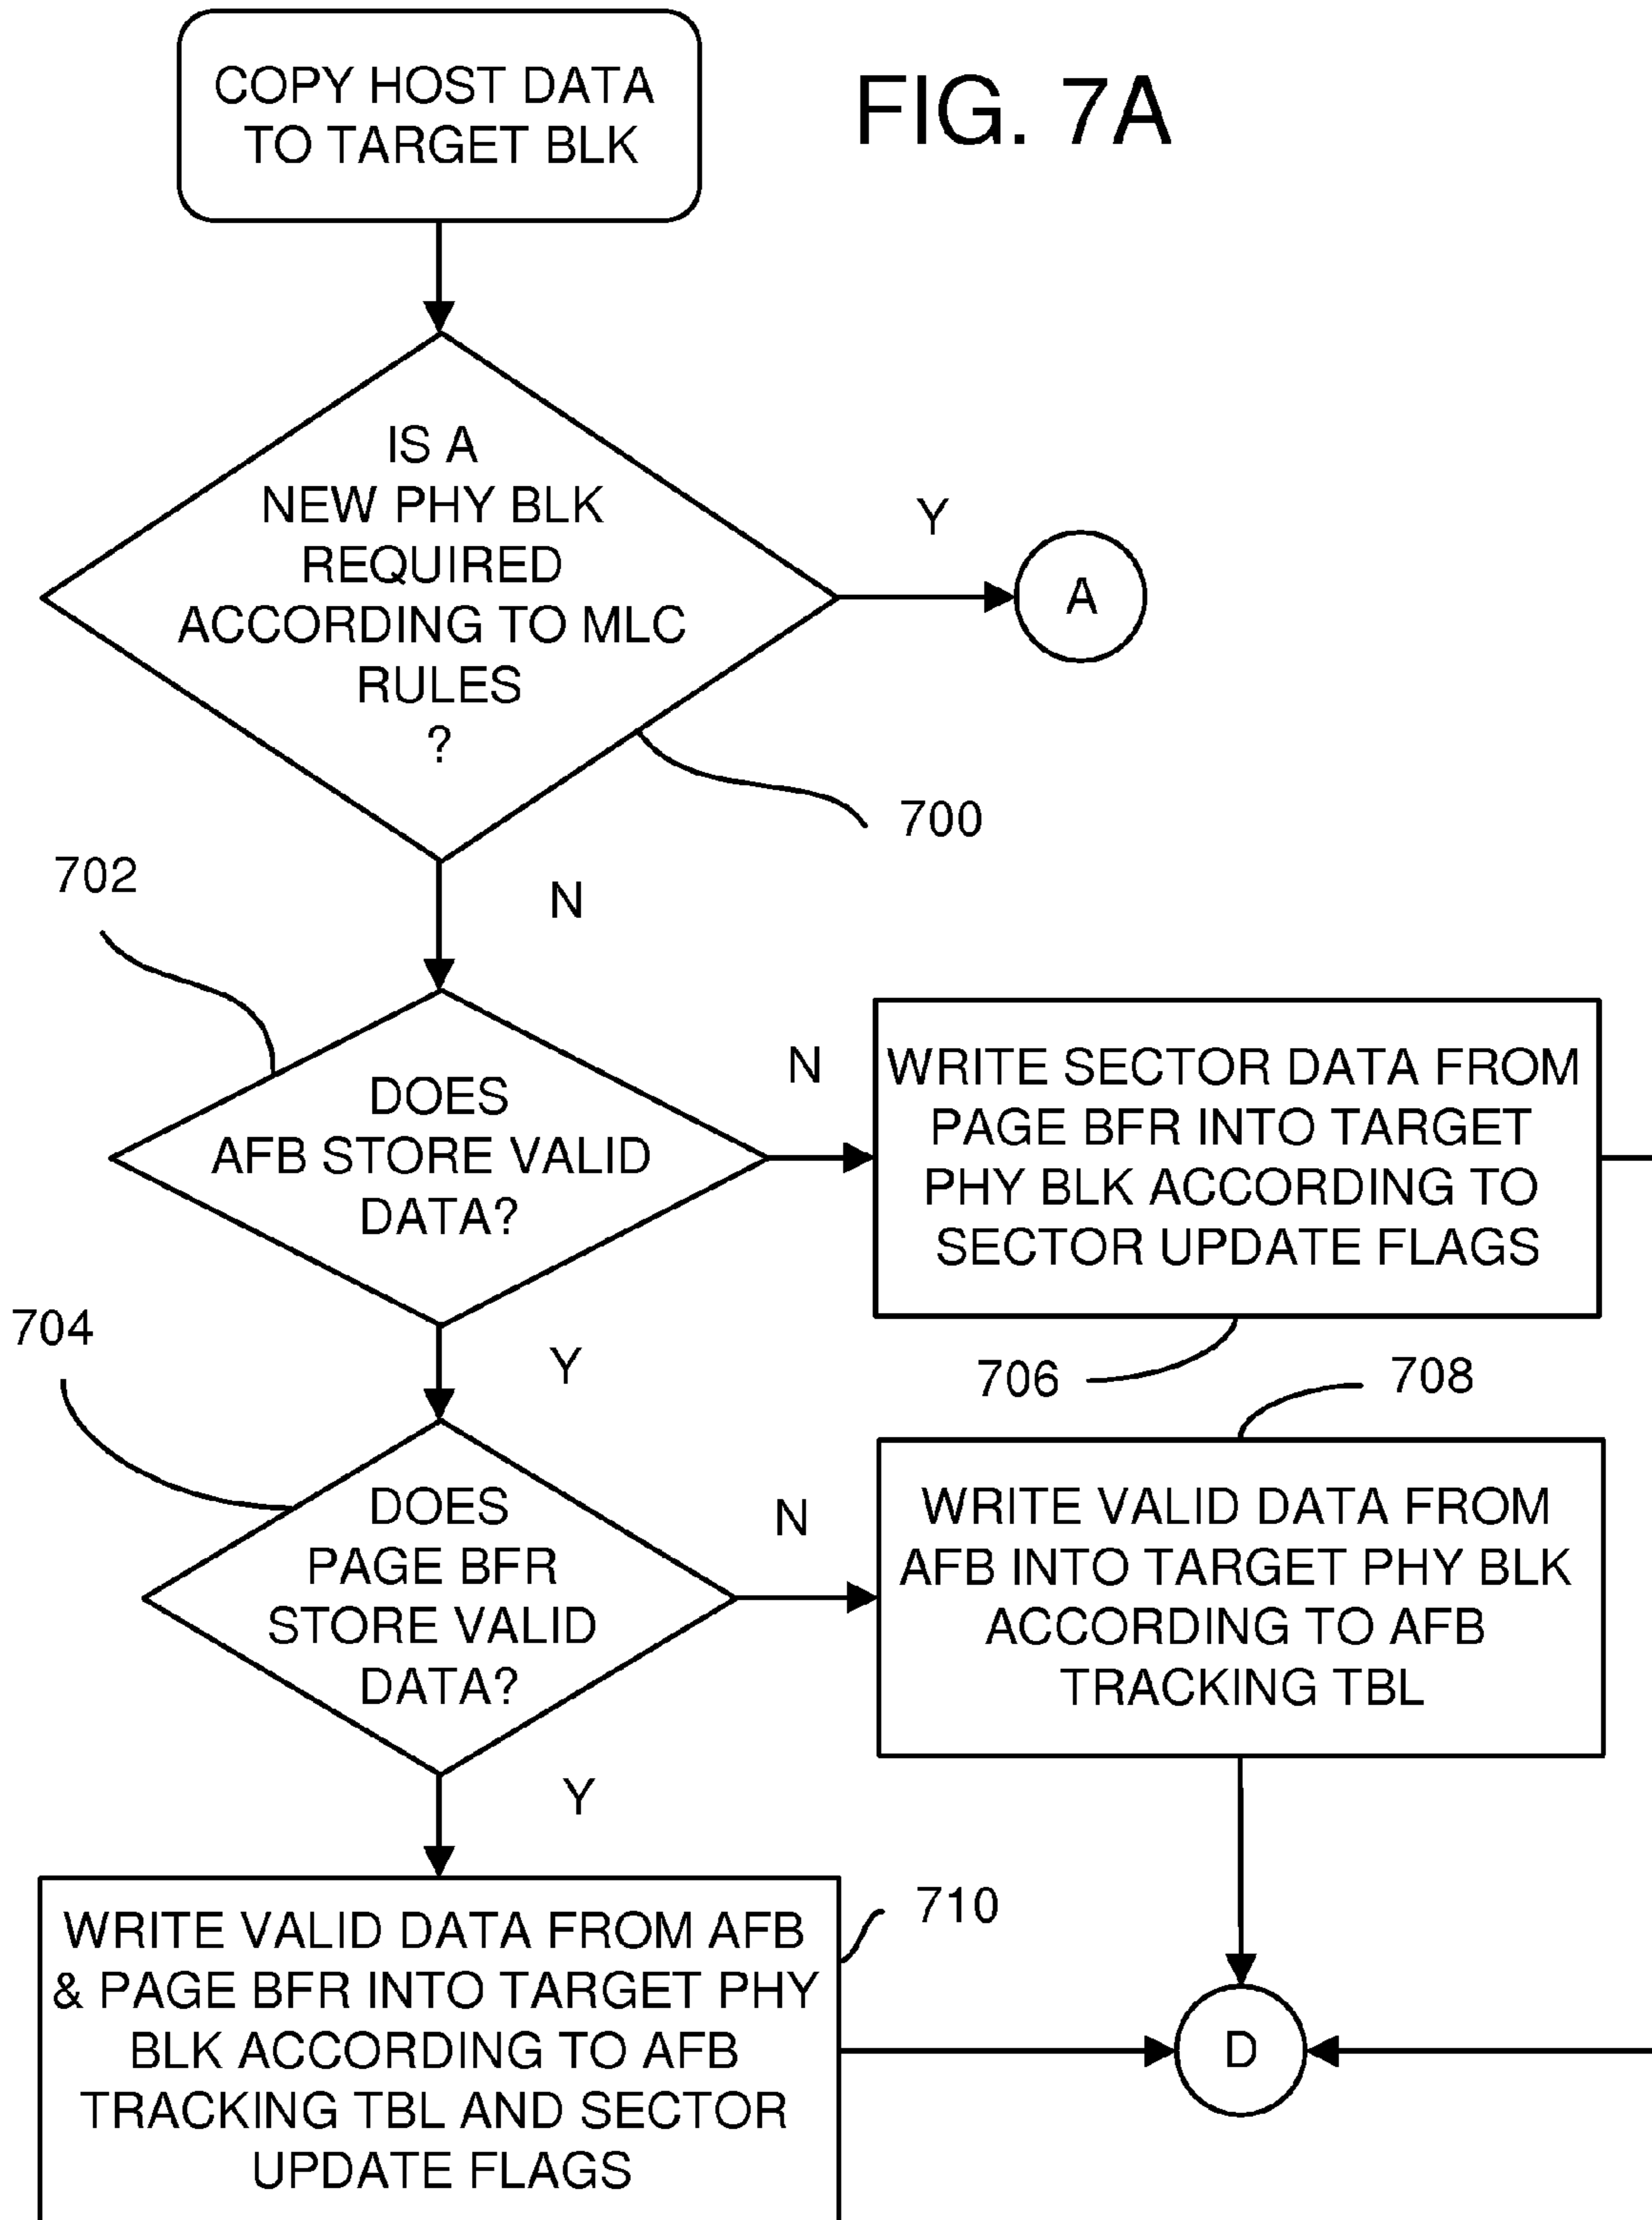 COPY HOST DATA
TO TARGET BLK
FIG. 7A
IS A
NEW PHY BLK
REQUIRED
ACCORDING TO MLC
RULES
?
Y
A
700
702
N
DOES
AFB STORE VALID
DATA?
N
WRITE SECTOR DATA FROM
PAGE BFR INTO TARGET
PHY BLK ACCORDING TO
SECTOR UPDATE FLAGS
704
Y
706
708
DOES
PAGE BFR
STORE VALID
DATA?
N
WRITE VALID DATA FROM
AFB INTO TARGET PHY BLK
ACCORDING TO AFB
TRACKING TBL
Y
710
WRITE VALID DATA FROM AFB
& PAGE BFR INTO TARGET PHY
BLK ACCORDING TO AFB
TRACKING TBL AND SECTOR
UPDATE FLAGS
D